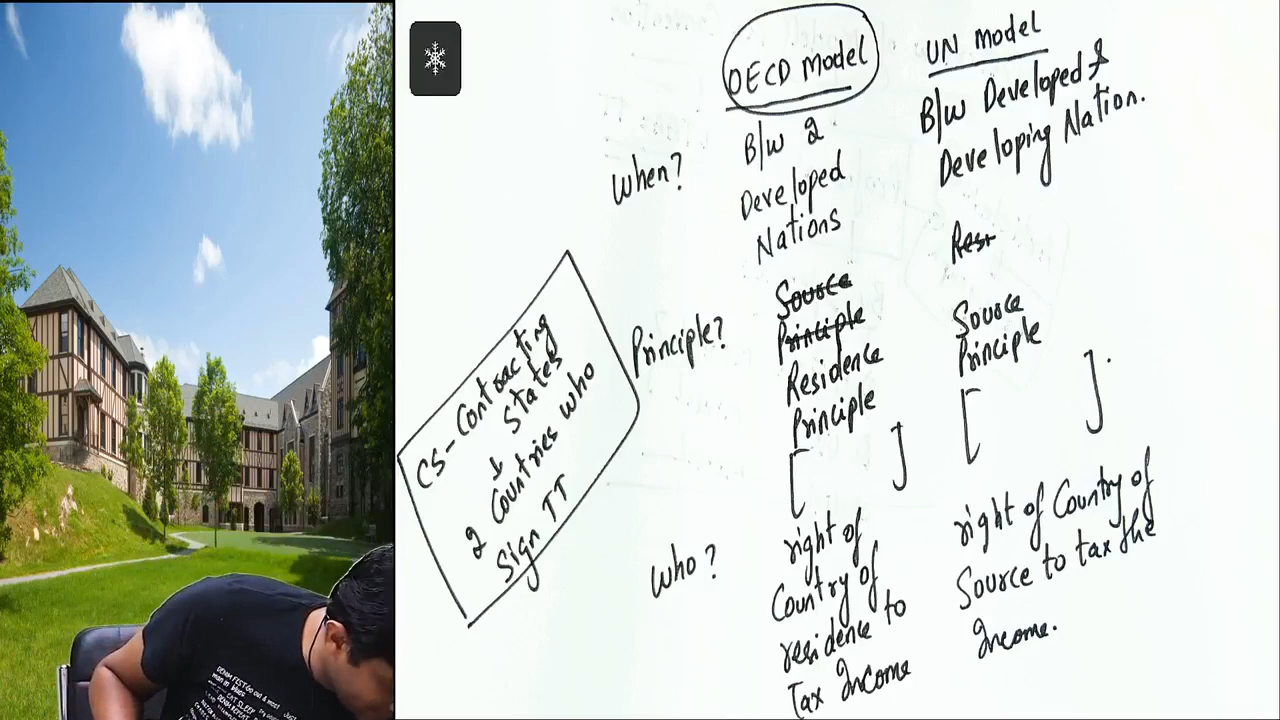 OECD Model
UN Model
When?
B/w 2
Developed
Nations
B/w Developed &
Developing Nation.
Principle?
Source
Principle
Residence
Principle
[ ]
Resi
Source
Principle
[ ].
Who?
right of
Country of
residence to
Tax Income
right of Country of
Source to tax the
Income.
CS-Contracting
States
↓
2 Countries who
Sign TT